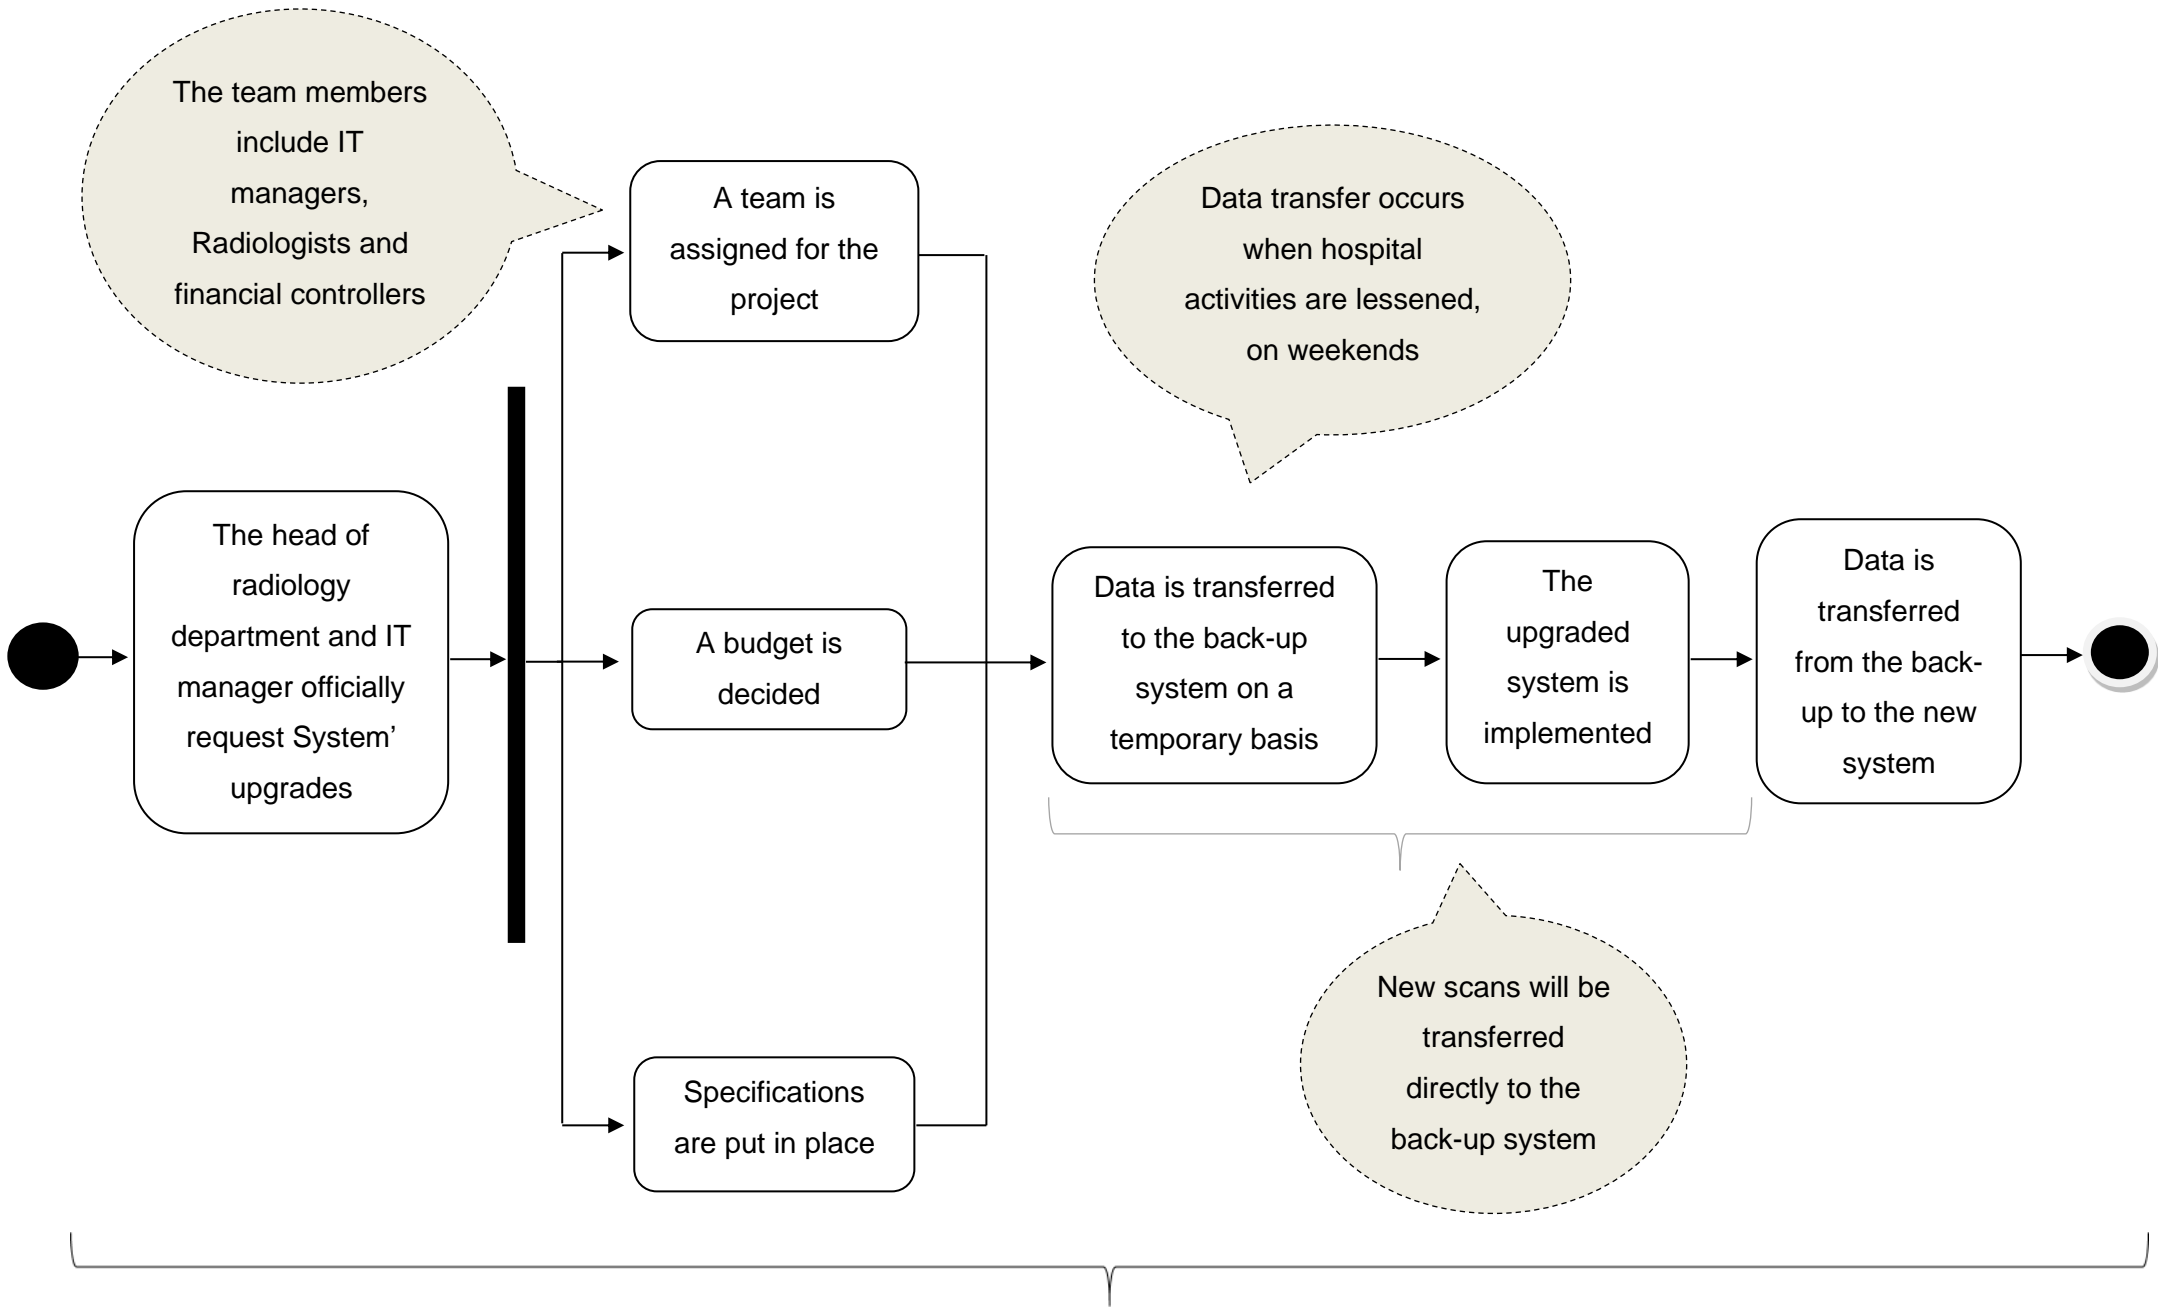 The team members
include IT
managers,
Radiologists and
financial controllers
A team is
assigned for the
project
Data transfer occurs
when hospital
activities are lessened,
on weekends
The head of
radiology
department and IT
manager officially
request System’
upgrades
A budget is
decided
Data is transferred
to the back-up
system on a
temporary basis
The
upgraded
system is
implemented
Data is
transferred
from the back-
up to the new
system
Specifications
are put in place
New scans will be
transferred
directly to the
back-up system